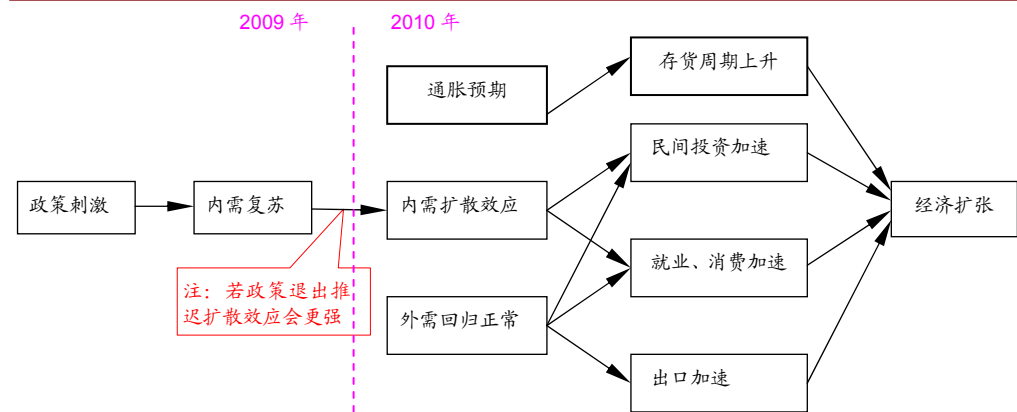 2009 年
2010 年
通胀预期
存货周期上升
民间投资加速
政策刺激
内需复苏
内需扩散效应
经济扩张
注：若政策退出推
迟扩散效应会更强
就业、消费加速
外需回归正常
出口加速